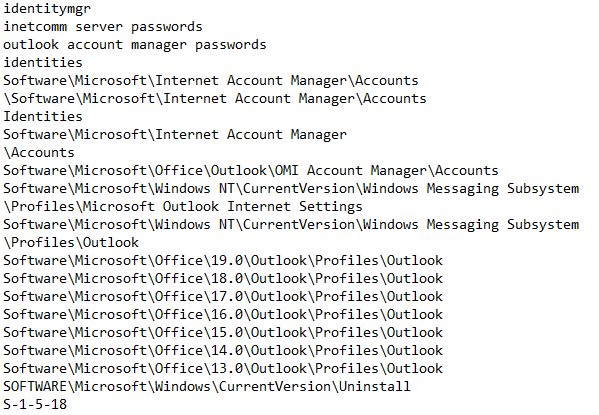 identitymgr
inetcomm server passwords
outlook account manager passwords
identities
Software\Microsoft\Internet Account Manager\Accounts
\Software\Microsoft\Internet Account Manager\Accounts
Identities
Software\Microsoft\Internet Account Manager
\Accounts
Software\Microsoft\Office\Outlook\OMI Account Manager\Accounts
Software\Microsoft\Windows NT\CurrentVersion\Windows Messaging Subsystem
\Profiles\Microsoft Outlook Internet Settings
Software\Microsoft\Windows NT\CurrentVersion\Windows Messaging Subsystem
\Profiles\Outlook
Software\Microsoft\Office\19.0\Outlook\Profiles\Outlook
Software\Microsoft\Office\18.0\Outlook\Profiles\Outlook
Software\Microsoft\Office\17.0\Outlook\Profiles\Outlook
Software\Microsoft\Office\16.0\Outlook\Profiles\Outlook
Software\Microsoft\Office\15.0\Outlook\Profiles\Outlook
Software\Microsoft\Office\14.0\Outlook\Profiles\Outlook
Software\Microsoft\Office\13.0\Outlook\Profiles\Outlook
SOFTWARE\Microsoft\Windows\CurrentVersion\Uninstall
S-1-5-18